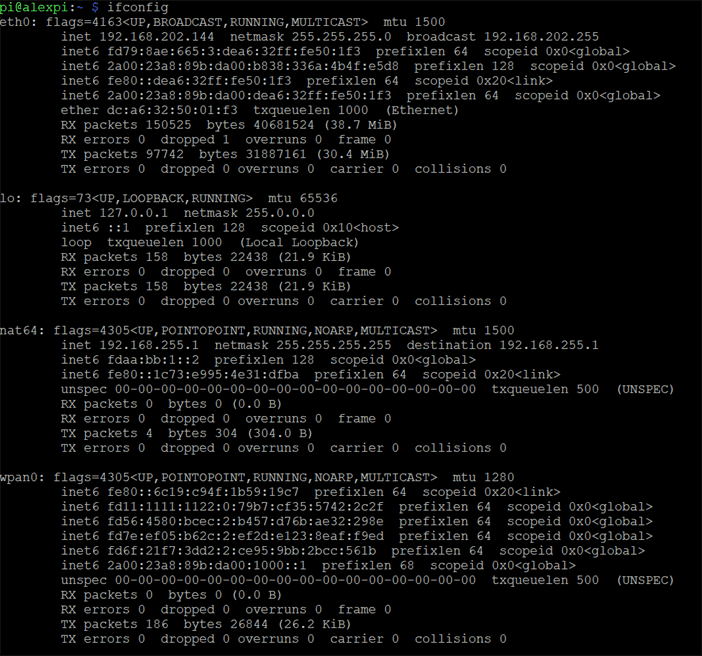 pi@alexpi:~ $ ifconfig
eth0: flags=4163<UP,BROADCAST,RUNNING,MULTICAST>  mtu 1500
        inet 192.168.202.144  netmask 255.255.255.0  broadcast 192.168.202.255
        inet6 fd79:8ae:665:3:dea6:32ff:fe50:1f3  prefixlen 64  scopeid 0x0<global>
        inet6 2a00:23a8:89b:da00:b838:336a:4b4f:e5d8  prefixlen 128  scopeid 0x0<global>
        inet6 fe80::dea6:32ff:fe50:1f3  prefixlen 64  scopeid 0x20<link>
        inet6 2a00:23a8:89b:da00:dea6:32ff:fe50:1f3  prefixlen 64  scopeid 0x0<global>
        ether dc:a6:32:50:01:f3  txqueuelen 1000  (Ethernet)
        RX packets 150525  bytes 40681524 (38.7 MiB)
        RX errors 0  dropped 1  overruns 0  frame 0
        TX packets 97742  bytes 31887161 (30.4 MiB)
        TX errors 0  dropped 0 overruns 0  carrier 0  collisions 0

lo: flags=73<UP,LOOPBACK,RUNNING>  mtu 65536
        inet 127.0.0.1  netmask 255.0.0.0
        inet6 ::1  prefixlen 128  scopeid 0x10<host>
        loop  txqueuelen 1000  (Local Loopback)
        RX packets 158  bytes 22438 (21.9 KiB)
        RX errors 0  dropped 0  overruns 0  frame 0
        TX packets 158  bytes 22438 (21.9 KiB)
        TX errors 0  dropped 0 overruns 0  carrier 0  collisions 0

nat64: flags=4305<UP,POINTOPOINT,RUNNING,NOARP,MULTICAST>  mtu 1500
        inet 192.168.255.1  netmask 255.255.255.255  destination 192.168.255.1
        inet6 fdaa:bb:1::2  prefixlen 128  scopeid 0x0<global>
        inet6 fe80::1c73:e995:4e31:dfba  prefixlen 64  scopeid 0x20<link>
        unspec 00-00-00-00-00-00-00-00-00-00-00-00-00-00-00-00  txqueuelen 500  (UNSPEC)
        RX packets 0  bytes 0 (0.0 B)
        RX errors 0  dropped 0  overruns 0  frame 0
        TX packets 4  bytes 304 (304.0 B)
        TX errors 0  dropped 0 overruns 0  carrier 0  collisions 0

wpan0: flags=4305<UP,POINTOPOINT,RUNNING,NOARP,MULTICAST>  mtu 1280
        inet6 fe80::6c19:c94f:1b59:19c7  prefixlen 64  scopeid 0x20<link>
        inet6 fd11:1111:1122:0:79b7:cf35:5742:2c2f  prefixlen 64  scopeid 0x0<global>
        inet6 fd56:4580:bcec:2:b457:d76b:ae32:298e  prefixlen 64  scopeid 0x0<global>
        inet6 fd7e:ef05:b62c:2:ef2d:e123:8eaf:f9ed  prefixlen 64  scopeid 0x0<global>
        inet6 fd6f:21f7:3dd2:2:ce95:9bb:2bcc:561b  prefixlen 64  scopeid 0x0<global>
        inet6 2a00:23a8:89b:da00:1000::1  prefixlen 68  scopeid 0x0<global>
        unspec 00-00-00-00-00-00-00-00-00-00-00-00-00-00-00-00  txqueuelen 500  (UNSPEC)
        RX packets 0  bytes 0 (0.0 B)
        RX errors 0  dropped 0  overruns 0  frame 0
        TX packets 186  bytes 26844 (26.2 KiB)
        TX errors 0  dropped 0 overruns 0  carrier 0  collisions 0